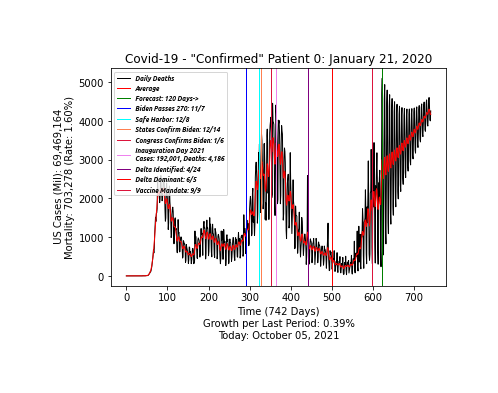 Covid-19 - "Confirmed" Patient 0: January 21, 2020
US Cases (Mil): 69,469,164
Mortality: 703,278 (Rate: 1.60%)
5000
4000
3000
2000
1000
0
Daily Deaths
Average
Forecast: 120 Days->
Biden Passes 270: 11/7
Safe Harbor: 12/8
States Confirm Biden: 12/14
Congress Confirms Biden: 1/6
Inauguration Day 2021
Cases: 192,001, Deaths: 4,186
Delta Identified: 4/24
Delta Dominant: 6/5
Vaccine Mandate: 9/9
0 100 200 300 400 500 600 700
Time (742 Days)
Growth per Last Period: 0.39%
Today: October 05, 2021